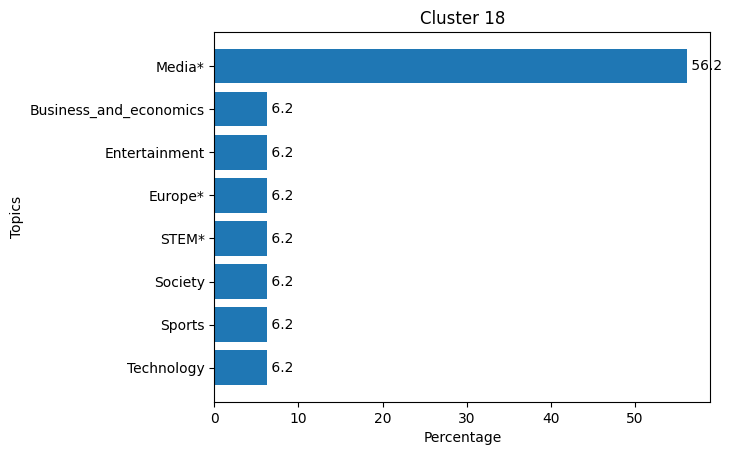 Cluster 18
Topics
Media* 56.2
Business_and_economics 6.2
Entertainment 6.2
Europe* 6.2
STEM* 6.2
Society 6.2
Sports 6.2
Technology 6.2
0 10 20 30 40 50
Percentage